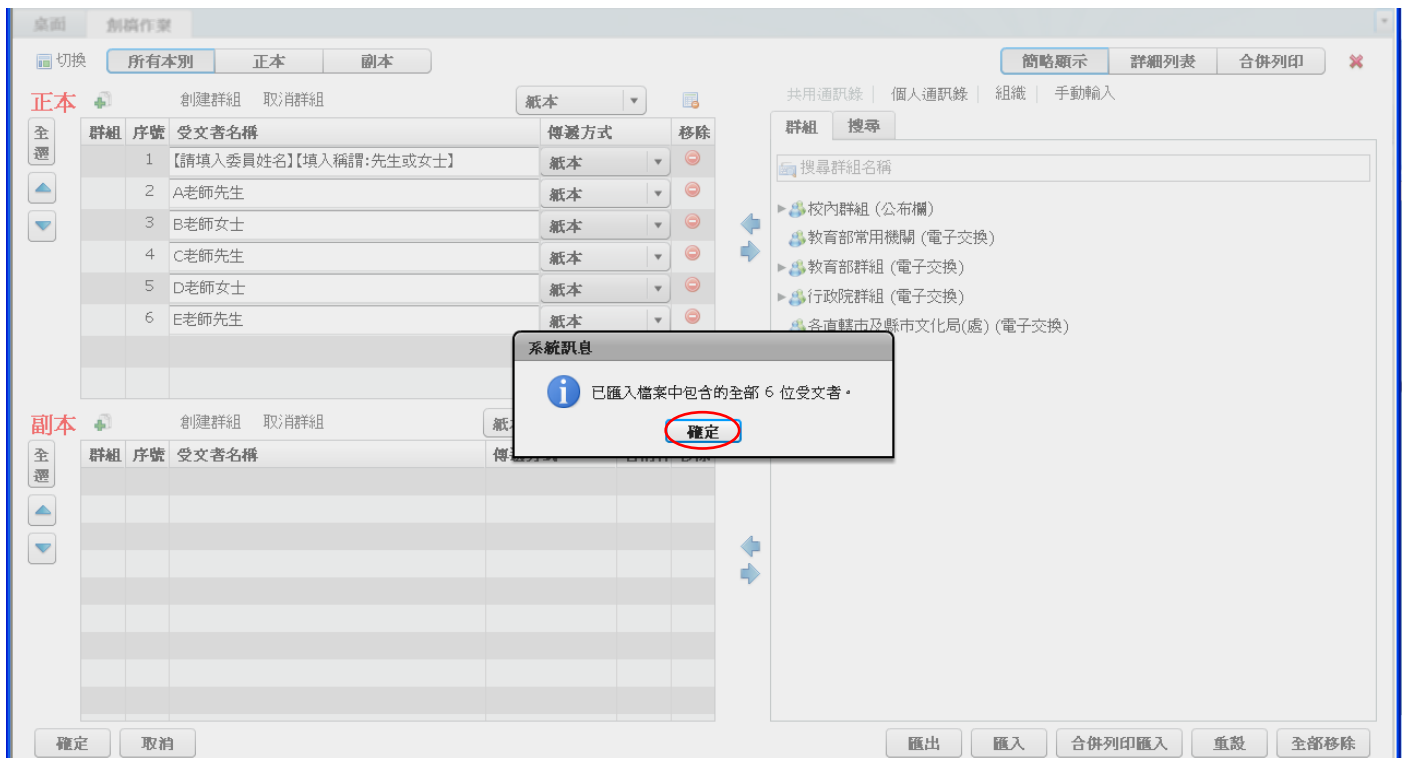 桌面 創稿作業
切換 所有本別 正本 副本 簡略顯示 詳細列表 合併列印
正本 創建群組 取消群組 紙本
共用通訊錄 個人通訊錄 組織 手動輸入
全選 群組 序號 受文者名稱 傳遞方式 移除
群組 搜尋
1 【請填入委員姓名】【填入稱謂:先生或女士】 紙本
搜尋群組名稱
2 A老師先生 紙本
3 B老師女士 紙本
4 C老師先生 紙本
5 D老師女士 紙本
6 E老師先生 紙本
校內群組 (公布欄)
教育部常用機關 (電子交換)
教育部群組 (電子交換)
行政院群組 (電子交換)
各直轄市及縣市文化局(處) (電子交換)
系統訊息
已匯入檔案中包含的全部 6 位受文者。
確定
副本 創建群組 取消群組 紙
全選 群組 序號 受文者名稱 傳
確定 取消 匯出 匯入 合併列印匯入 重設 全部移除